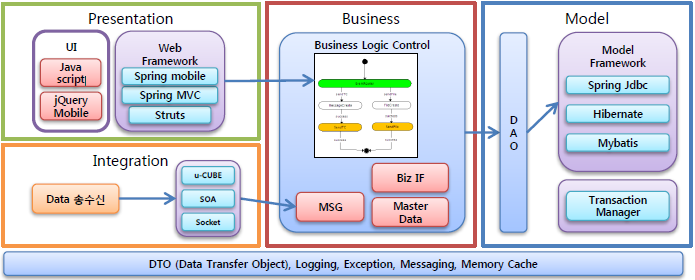 Presentation
UI
Java
script
jQuery
Mobile
Web
Framework
Spring mobile
Spring MVC
Struts
Integration
Data 송수신
u-CUBE
SOA
Socket
Business
Business Logic Control
MSG
Biz IF
Master
Data
DAO
Model
Model
Framework
Spring Jdbc
Hibernate
Mybatis
Transaction
Manager
DTO (Data Transfer Object), Logging, Exception, Messaging, Memory Cache